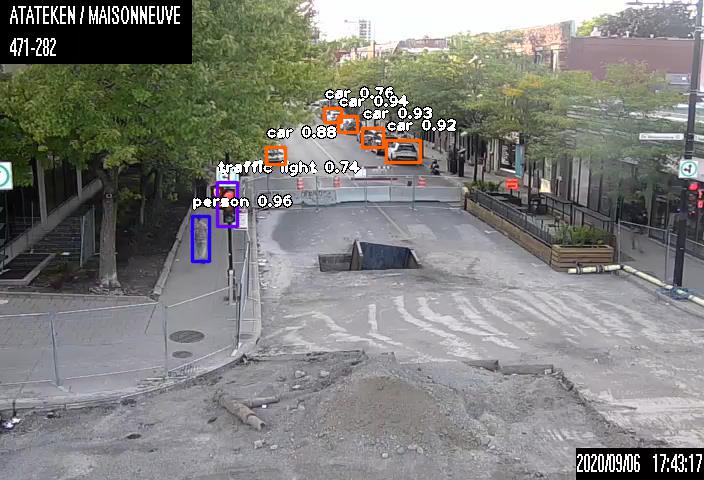 ATATEKEN / MAISONNEUVE
471-282
car 0.76
car 0.94
car 0.93
car 0.92
car 0.88
traffic light 0.74
person 0.96
2020/09/06 17:43:17